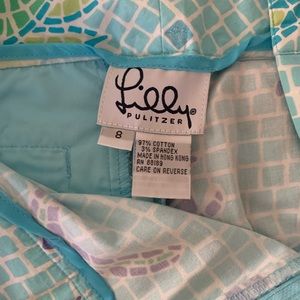 Lilly®
PULITZER
8
97% COTTON
3% SPANDEX
MADE IN HONG KONG
RN 68189
CARE ON REVERSE